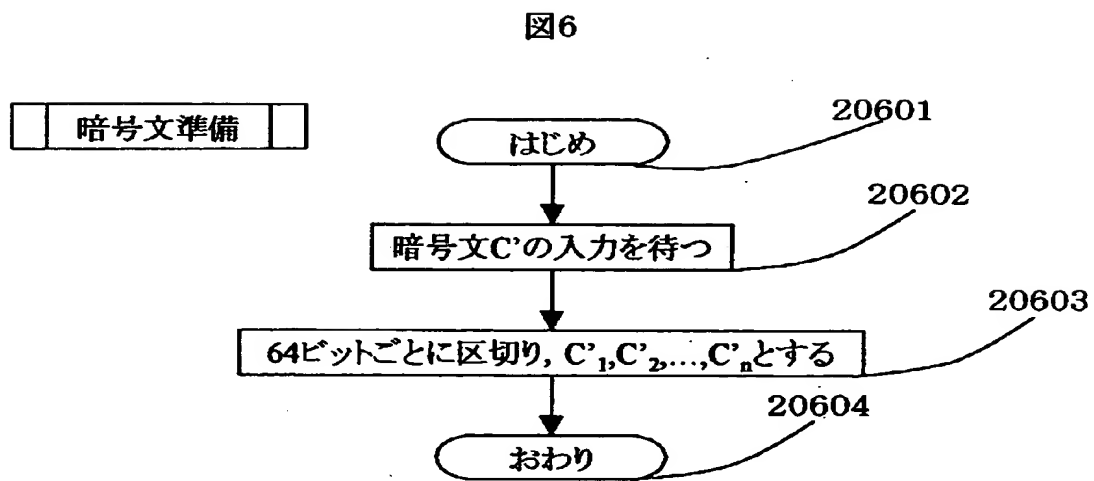 図6
暗号文準備
はじめ
20601
20602
暗号文C'の入力を待つ
20603
64ビットごとに区切り, C'1,C'2,...,C'nとする
20604
おわり